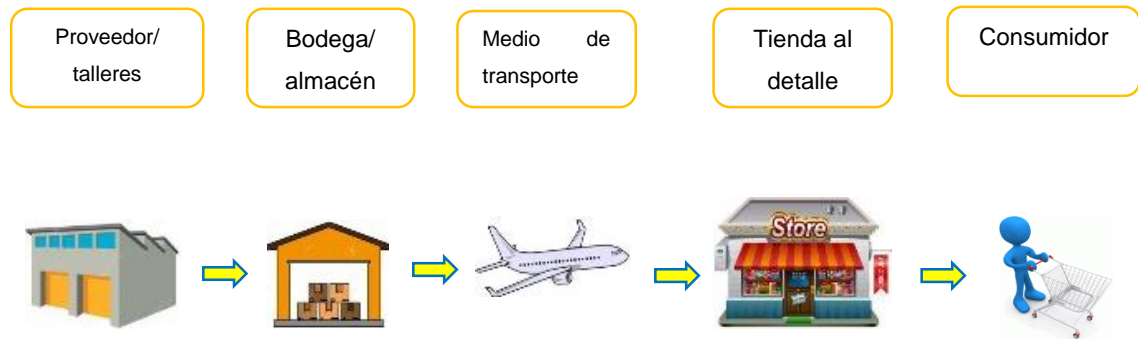 Proveedor/
talleres
Bodega/
almacén
Medio de
transporte
Tienda al
detalle
Consumidor
Store